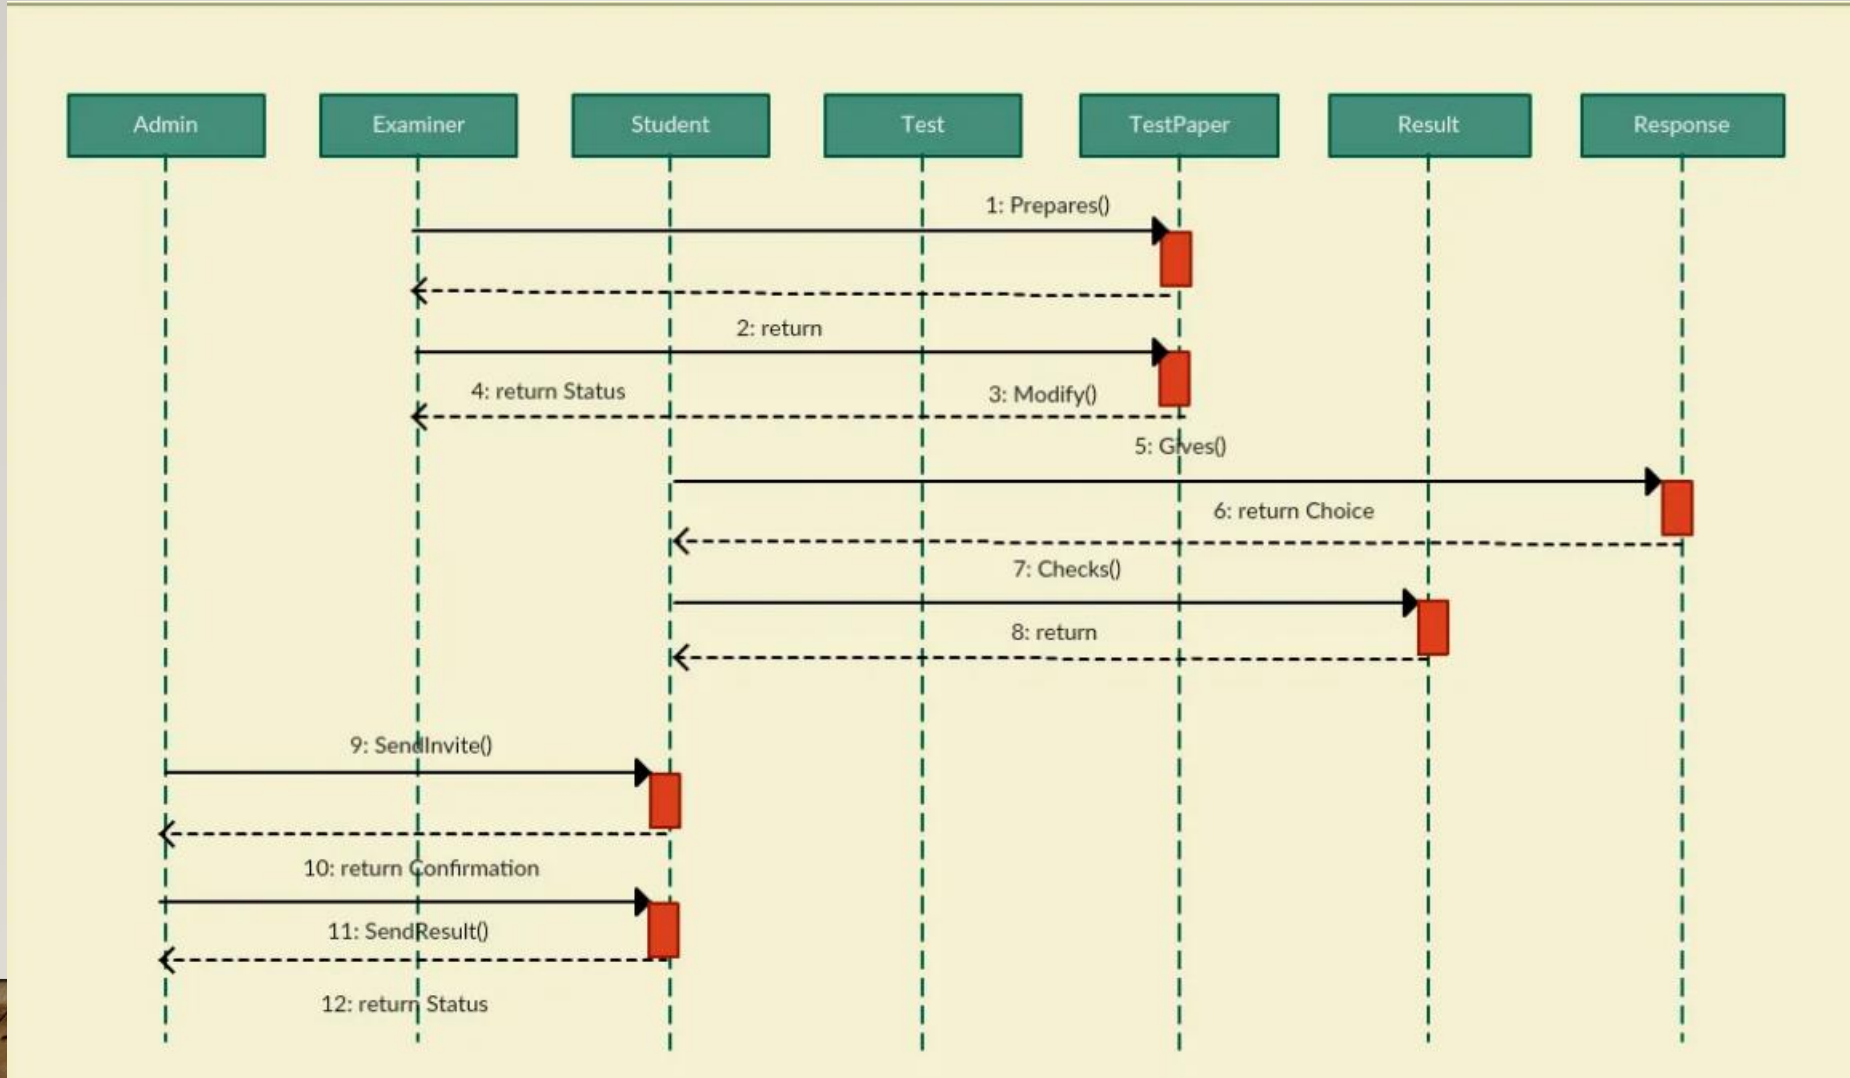 Admin
Examiner
Student
Test
TestPaper
Result
Response
1: Prepares()
2: return
4: return Status
3: Modify()
5: Gives()
6: return Choice
7: Checks()
8: return
9: SendInvite()
10: return Confirmation
11: SendResult()
12: return Status